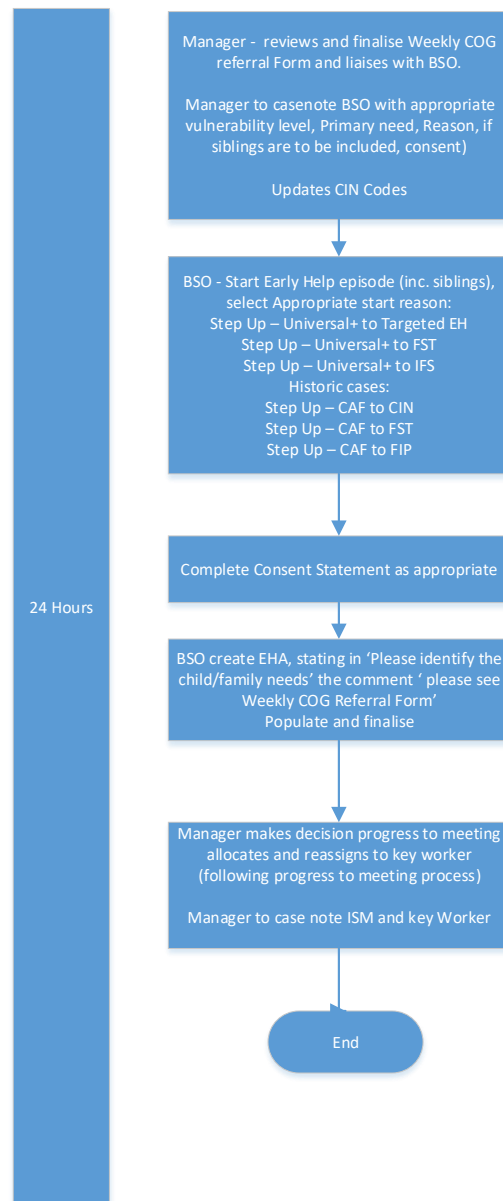 Manager - reviews and finalise Weekly COG
referral Form and liaises with BSO.
Manager to casenote BSO with appropriate
vulnerability level, Primary need, Reason, if
siblings are to be included, consent)
Updates CIN Codes
BSO - Start Early Help episode (inc. siblings),
select Appropriate start reason:
Step Up – Universal+ to Targeted EH
Step Up – Universal+ to FST
Step Up – Universal+ to IFS
Historic cases:
Step Up – CAF to CIN
Step Up – CAF to FST
Step Up – CAF to FIP
Complete Consent Statement as appropriate
24 Hours
BSO create EHA, stating in ‘Please identify the
child/family needs’ the comment ‘ please see
Weekly COG Referral Form’
Populate and finalise
Manager makes decision progress to meeting
allocates and reassigns to key worker
(following progress to meeting process)
Manager to case note ISM and key Worker
End